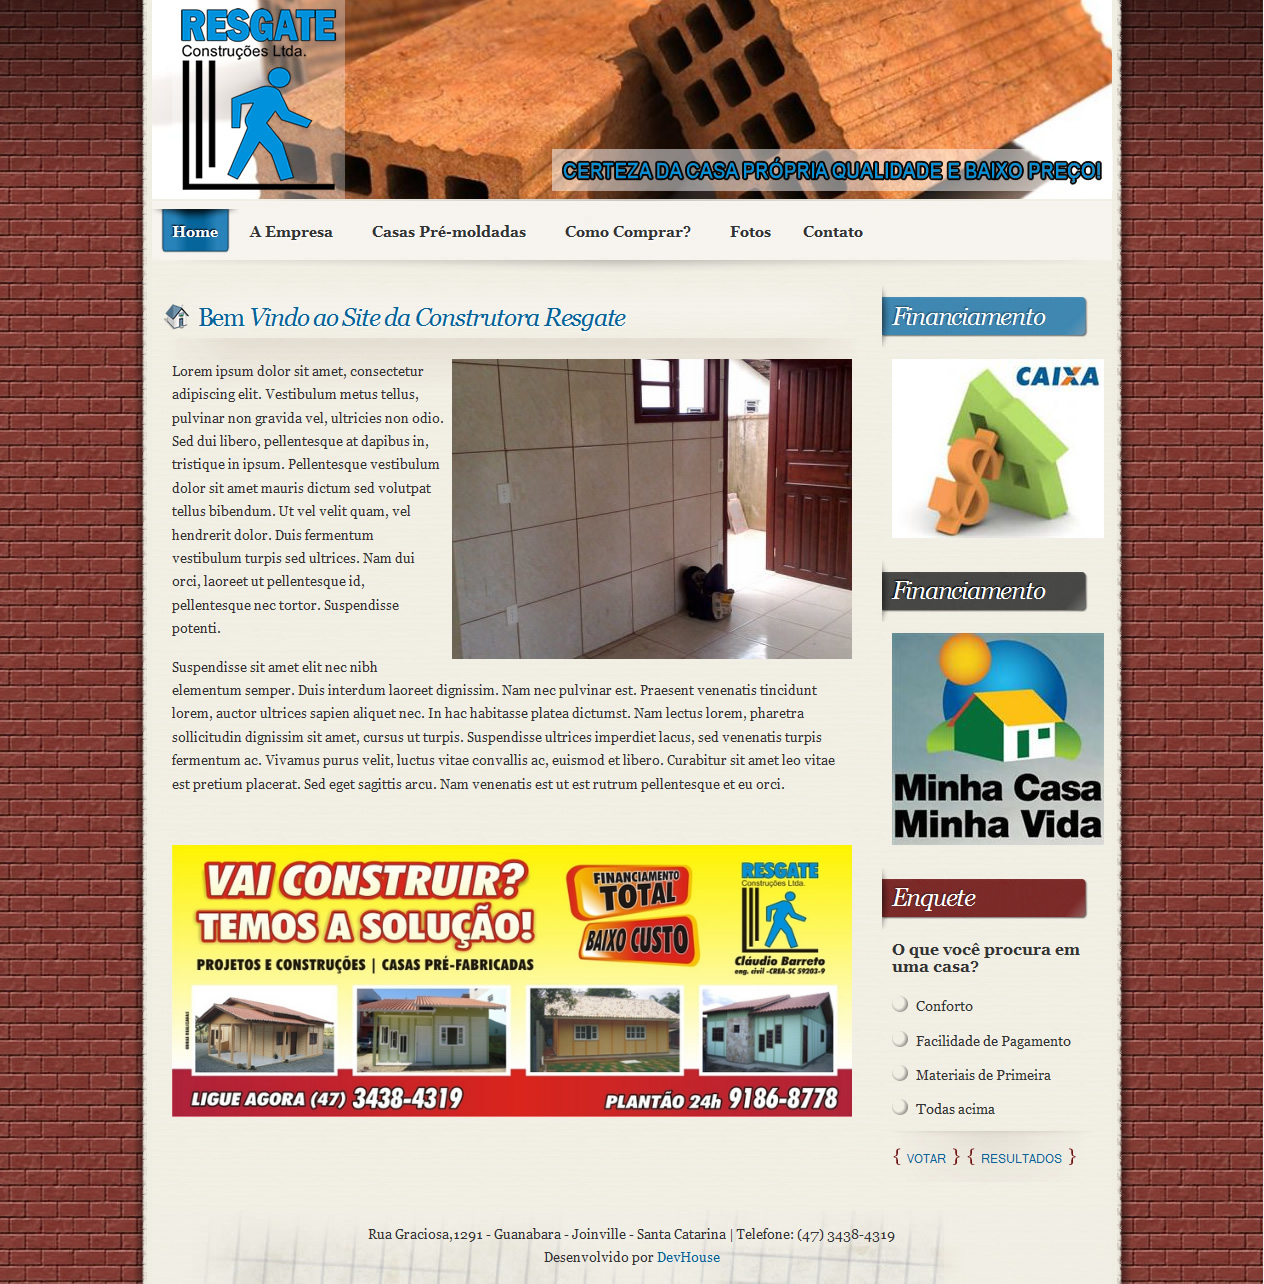 RESGATE
Construções Ltda.
CERTEZA DA CASA PRÓPRIA QUALIDADE E BAIXO PREÇO!
Home A Empresa Casas Pré-moldadas Como Comprar? Fotos Contato
Bem Vindo ao Site da Construtora Resgate
Lorem ipsum dolor sit amet, consectetur
adipiscing elit. Vestibulum metus tellus,
pulvinar non gravida vel, ultricies non odio.
Sed dui libero, pellentesque at dapibus in,
tristique in ipsum. Pellentesque vestibulum
dolor sit amet mauris dictum sed volutpat
tellus bibendum. Ut vel velit quam, vel
hendrerit dolor. Duis fermentum
vestibulum turpis sed ultrices. Nam dui
orci, laoreet ut pellentesque id,
pellentesque nec tortor. Suspendisse
potenti.
Suspendisse sit amet elit nec nibh
elementum semper. Duis interdum laoreet dignissim. Nam nec pulvinar est. Praesent venenatis tincidunt
lorem, auctor ultrices sapien aliquet nec. In hac habitasse platea dictumst. Nam lectus lorem, pharetra
sollicitudin dignissim sit amet, cursus ut turpis. Suspendisse ultrices imperdiet lacus, sed venenatis turpis
fermentum ac. Vivamus purus velit, luctus vitae convallis ac, euismod et libero. Curabitur sit amet leo vitae
est pretium placerat. Sed eget sagittis arcu. Nam venenatis est ut est rutrum pellentesque et eu orci.
VAI CONSTRUIR?
TEMOS A SOLUÇÃO!
PROJETOS E CONSTRUÇÕES | CASAS PRÉ-FABRICADAS
FINANCIAMENTO
TOTAL
BAIXO CUSTO
RESGATE
Construções Ltda.
Cláudio Barreto
eng. civil -CREA-SC 59203-9
LIGUE AGORA (47) 3438-4319
PLANTÃO 24h 9186-8778
Financiamento
CAIXA
Financiamento
Minha Casa
Minha Vida
Enquete
O que você procura em
uma casa?
Conforto
Facilidade de Pagamento
Materiais de Primeira
Todas acima
{ VOTAR } { RESULTADOS }
Rua Graciosa,1291 - Guanabara - Joinville - Santa Catarina | Telefone: (47) 3438-4319
Desenvolvido por DevHouse